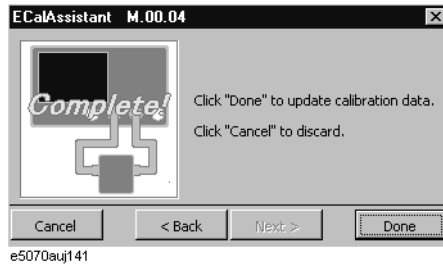 ECalAssistant M.00.04
Complete!
Click "Done" to update calibration data.
Click "Cancel" to discard.
Cancel
< Back
Next >
Done
e5070auj141